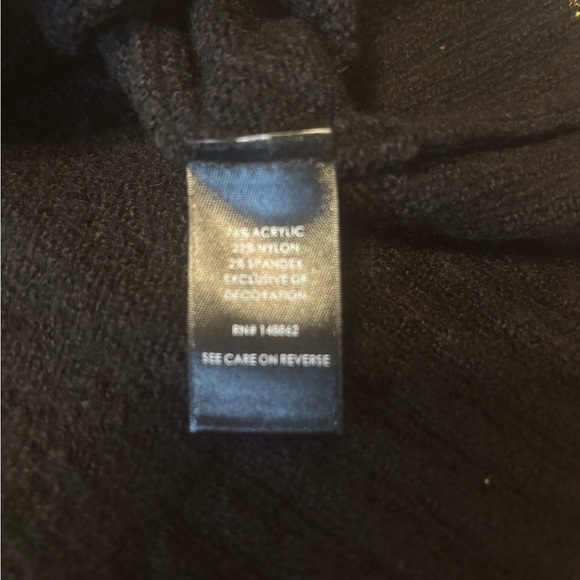 76% ACRYLIC
22% NYLON
2% SPANDEX
EXCLUSIVE OF
DECORATION
RN# 148862
SEE CARE ON REVERSE